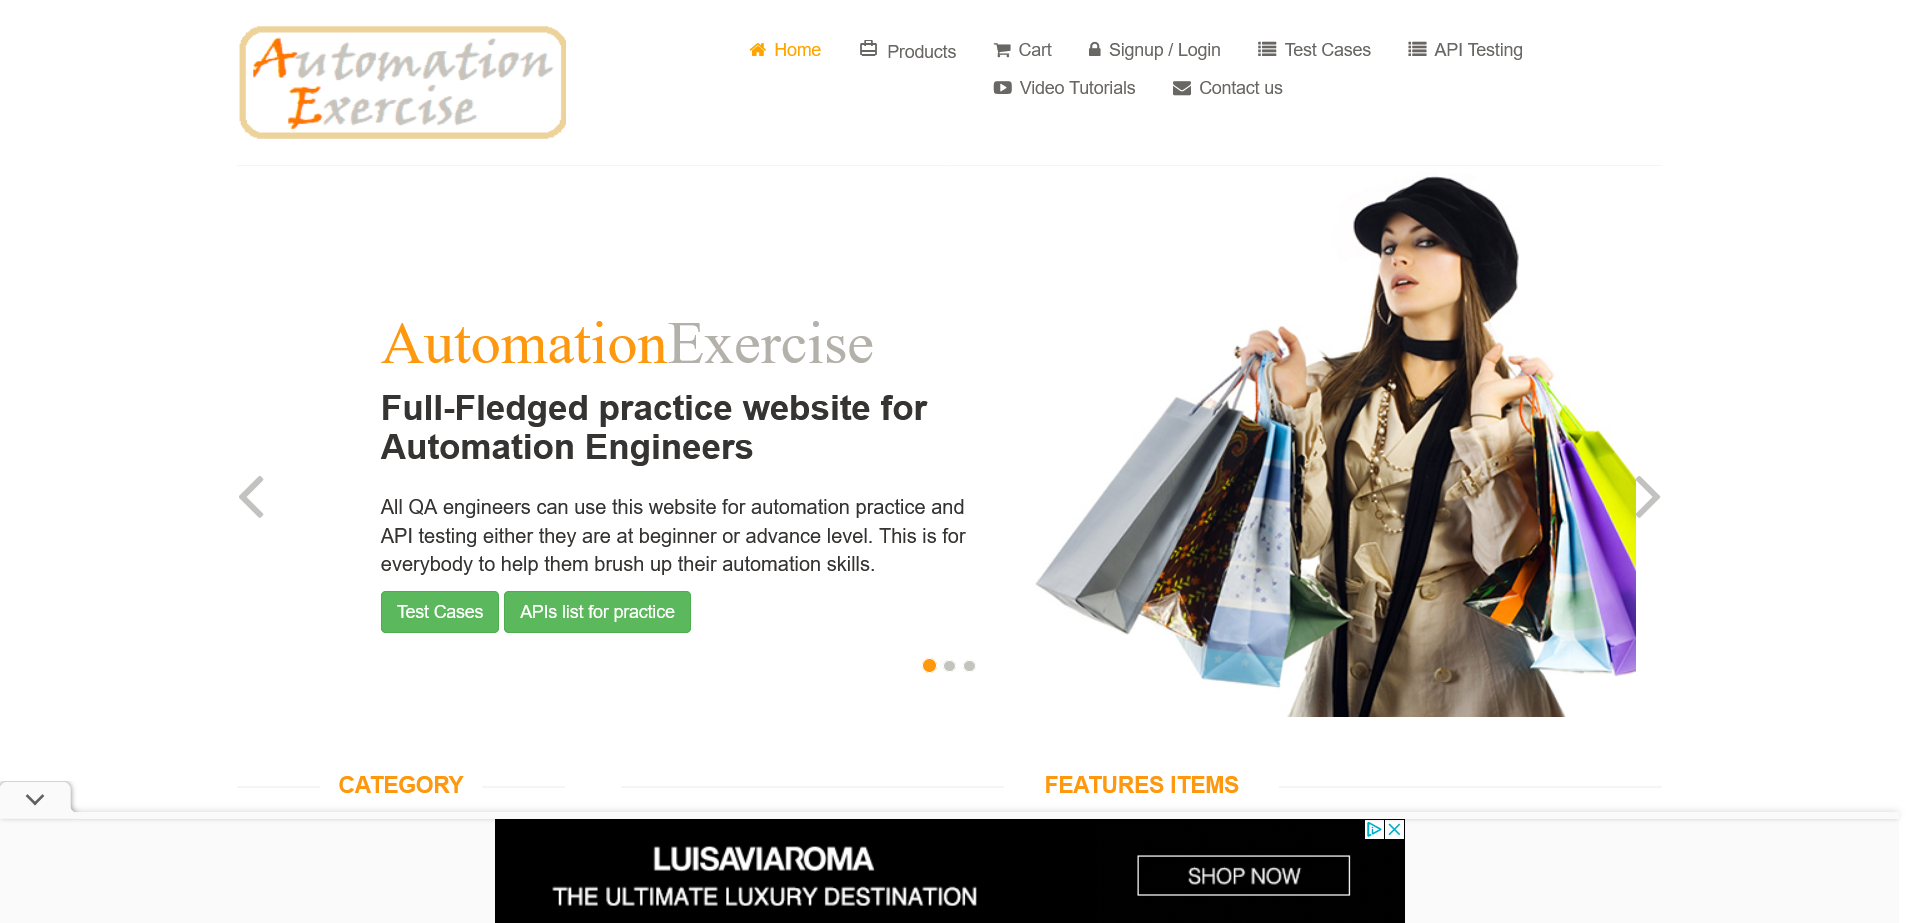 Automation
Exercise
Home
Products
Cart
Signup / Login
Test Cases
API Testing
Video Tutorials
Contact us
AutomationExercise
Full-Fledged practice website for
Automation Engineers
All QA engineers can use this website for automation practice and
API testing either they are at beginner or advance level. This is for
everybody to help them brush up their automation skills.
Test Cases
APIs list for practice
CATEGORY
FEATURES ITEMS
LUISAVIAROMA
THE ULTIMATE LUXURY DESTINATION
SHOP NOW